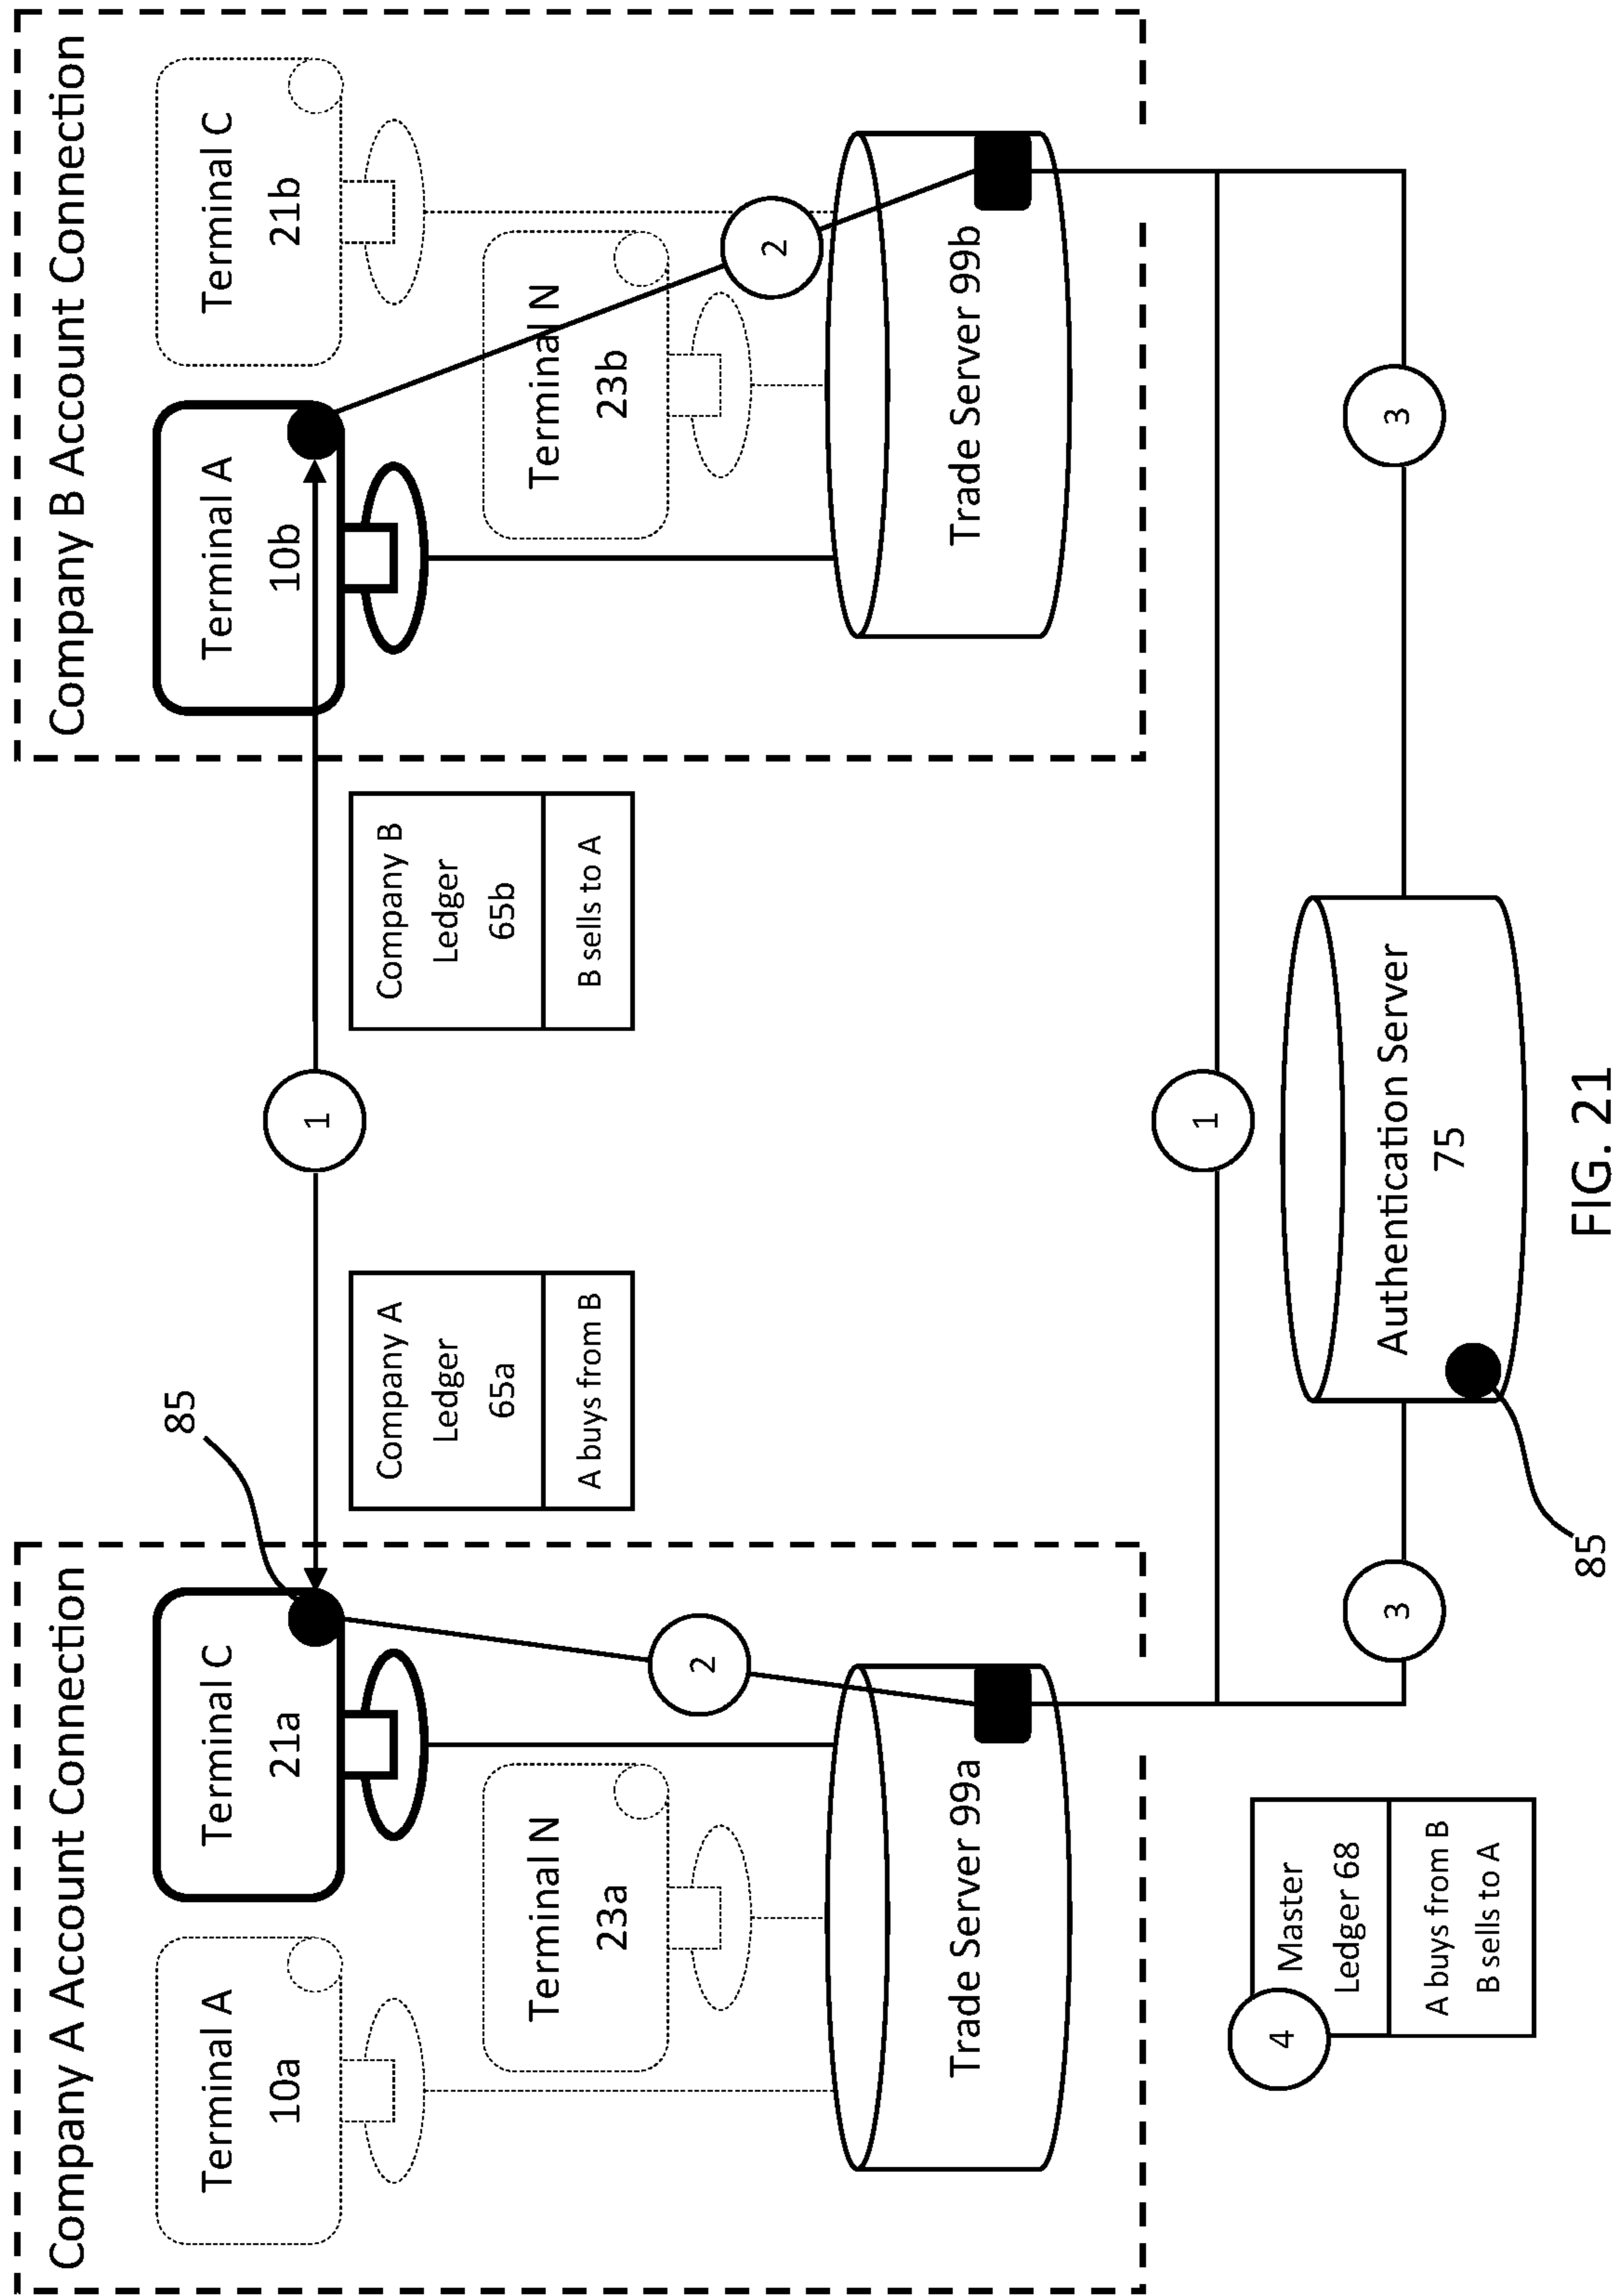 Company A Account Connection
Terminal A
10a
Terminal C
21a
85
Terminal N
23a
2
Trade Server 99a
1
Company A
Ledger
65a
A buys from B
Company B
Ledger
65b
B sells to A
Company B Account Connection
Terminal A
10b
Terminal C
21b
Terminal N
23b
2
Trade Server 99b
1
4
Master
Ledger 68
A buys from B
B sells to A
3
85
Authentication Server
75
3
FIG. 21